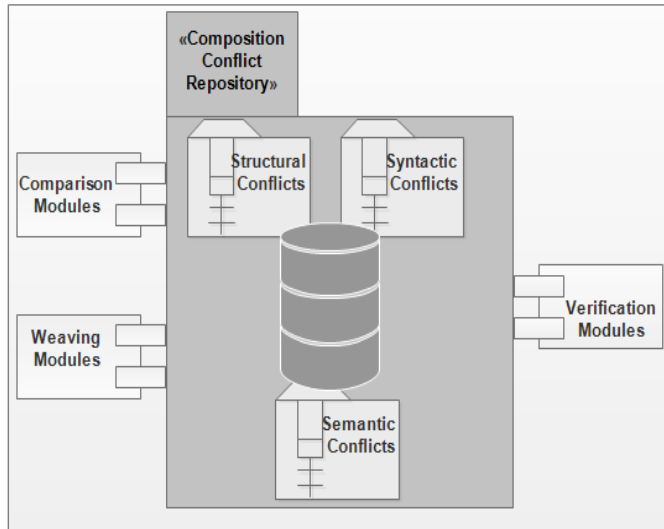 «Composition
Conflict
Repository»
Structural
Conflicts
Syntactic
Conflicts
Comparison
Modules
Verification
Modules
Weaving
Modules
Semantic
Conflicts